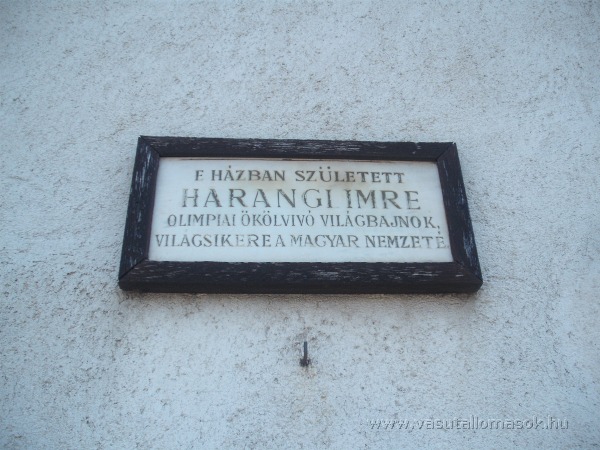 E HÁZBAN SZÜLETETT
HARANGI IMRE
OLIMPIAI ÖKÖLVIVÓ VILÁGBAJNOK,
VILÁGSIKERE A MAGYAR NEMZETÉ
www.vasutallomasok.hu